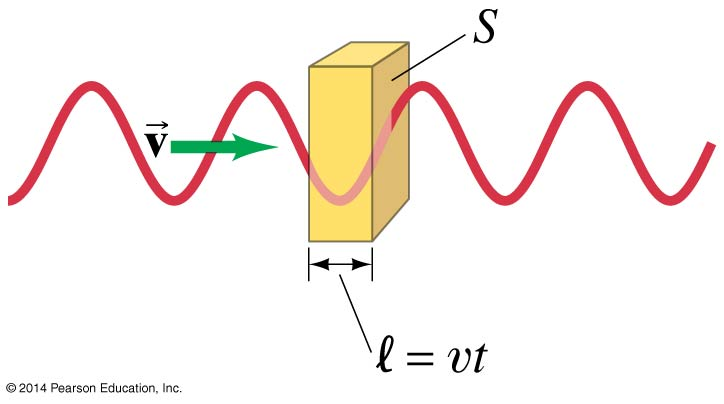 S
v⃗
ℓ = vt
© 2014 Pearson Education, Inc.